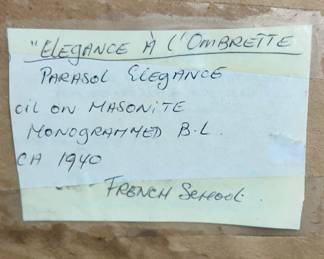 "ELEGANCE À L'OMBRETTE
PARASOL ELEGANCE
OIL ON MASONITE
MONOGRAMMED B.L.
CA 1940
FRENCH SCHOOL.